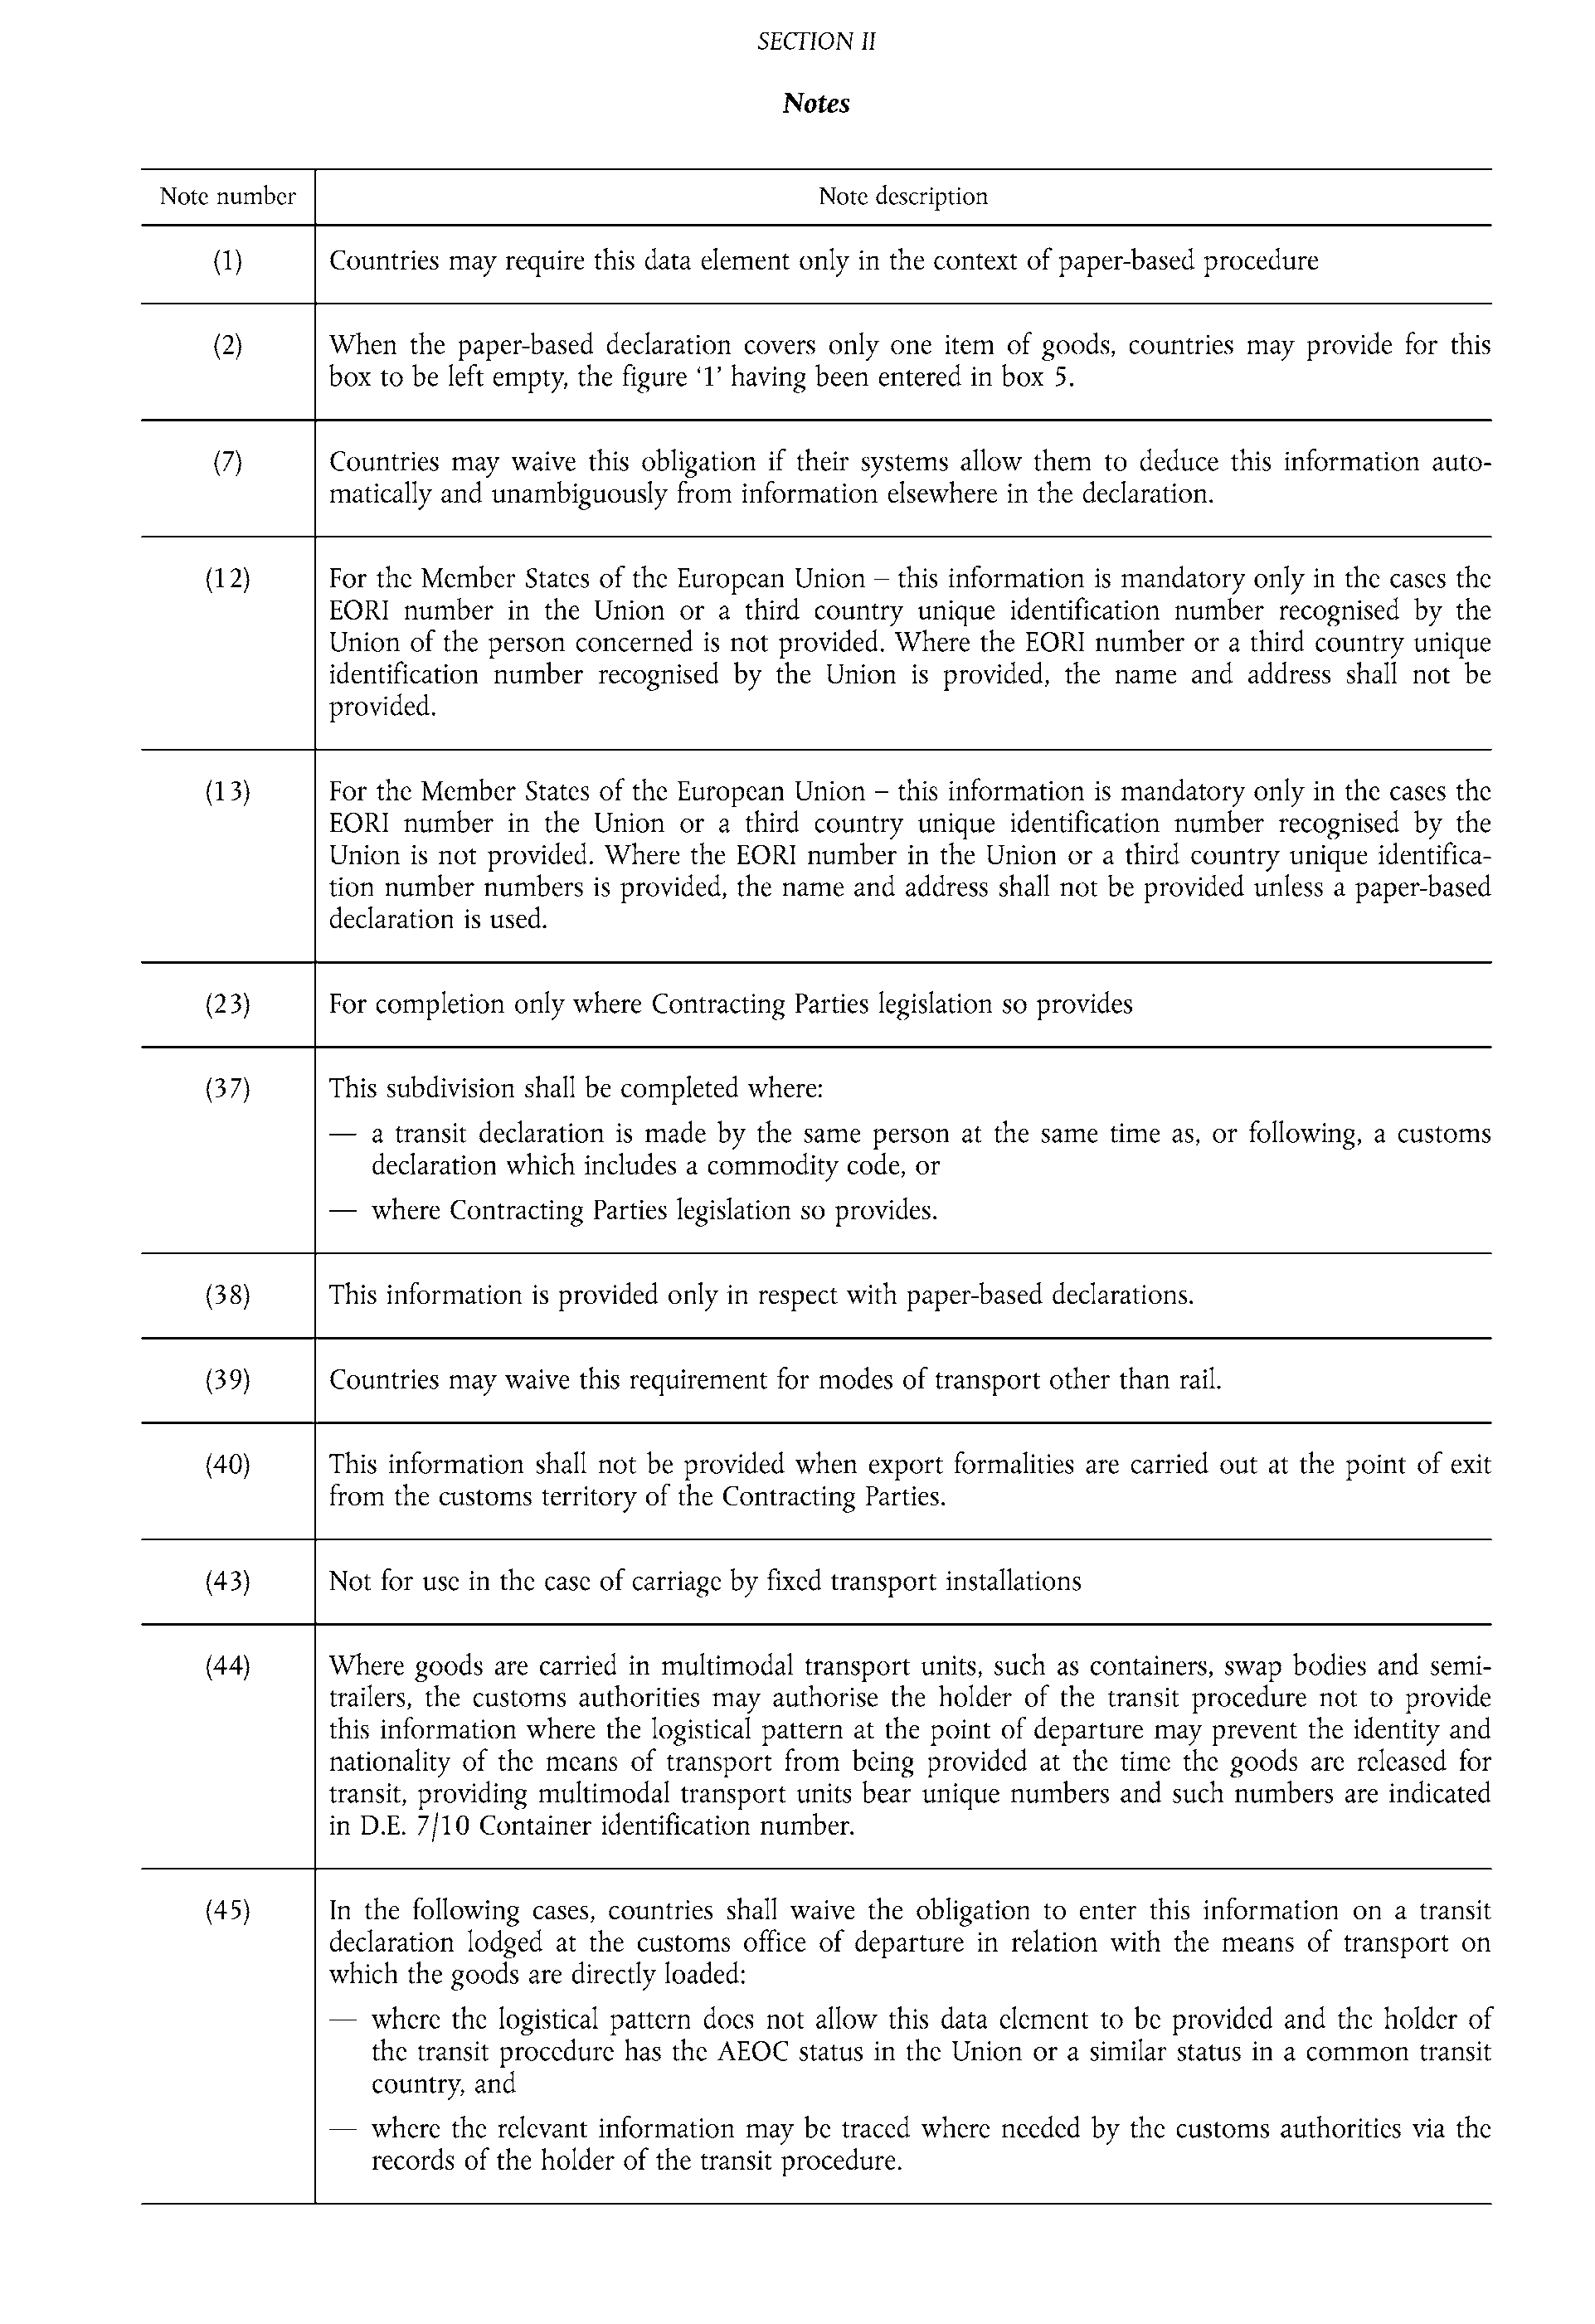 SECTION II
Notes
Note number
Note description
(1)
Countries may require this data element only in the context of paper-based procedure
(2)
When the paper-based declaration covers only one item of goods, countries may provide for this
box to be left empty, the figure ‘1’ having been entered in box 5.
(7)
Countries may waive this obligation if their systems allow them to deduce this information auto-
matically and unambiguously from information elsewhere in the declaration.
(12)
For the Member States of the European Union – this information is mandatory only in the cases the
EORI number in the Union or a third country unique identification number recognised by the
Union of the person concerned is not provided. Where the EORI number or a third country unique
identification number recognised by the Union is provided, the name and address shall not be
provided.
(13)
For the Member States of the European Union – this information is mandatory only in the cases the
EORI number in the Union or a third country unique identification number recognised by the
Union is not provided. Where the EORI number in the Union or a third country unique identifica-
tion number numbers is provided, the name and address shall not be provided unless a paper-based
declaration is used.
(23)
For completion only where Contracting Parties legislation so provides
(37)
This subdivision shall be completed where:
— a transit declaration is made by the same person at the same time as, or following, a customs
declaration which includes a commodity code, or
— where Contracting Parties legislation so provides.
(38)
This information is provided only in respect with paper-based declarations.
(39)
Countries may waive this requirement for modes of transport other than rail.
(40)
This information shall not be provided when export formalities are carried out at the point of exit
from the customs territory of the Contracting Parties.
(43)
Not for use in the case of carriage by fixed transport installations
(44)
Where goods are carried in multimodal transport units, such as containers, swap bodies and semi-
trailers, the customs authorities may authorise the holder of the transit procedure not to provide
this information where the logistical pattern at the point of departure may prevent the identity and
nationality of the means of transport from being provided at the time the goods are released for
transit, providing multimodal transport units bear unique numbers and such numbers are indicated
in D.E. 7/10 Container identification number.
(45)
In the following cases, countries shall waive the obligation to enter this information on a transit
declaration lodged at the customs office of departure in relation with the means of transport on
which the goods are directly loaded:
— where the logistical pattern does not allow this data element to be provided and the holder of
the transit procedure has the AEOC status in the Union or a similar status in a common transit
country, and
— where the relevant information may be traced where needed by the customs authorities via the
records of the holder of the transit procedure.